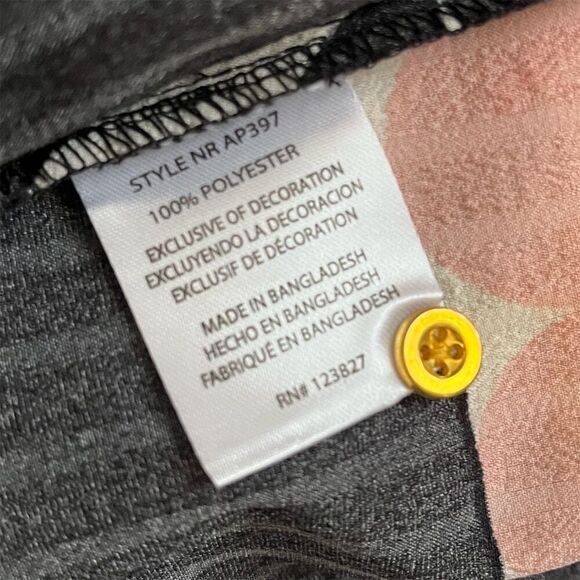 STYLE NR AP397
100% POLYESTER
EXCLUSIVE OF DECORATION
EXCLUYENDO LA DECORACION
EXCLUSIF DE DÉCORATION
MADE IN BANGLADESH
HECHO EN BANGLADESH
FABRIQUÉ EN BANGLADESH
RN# 123827